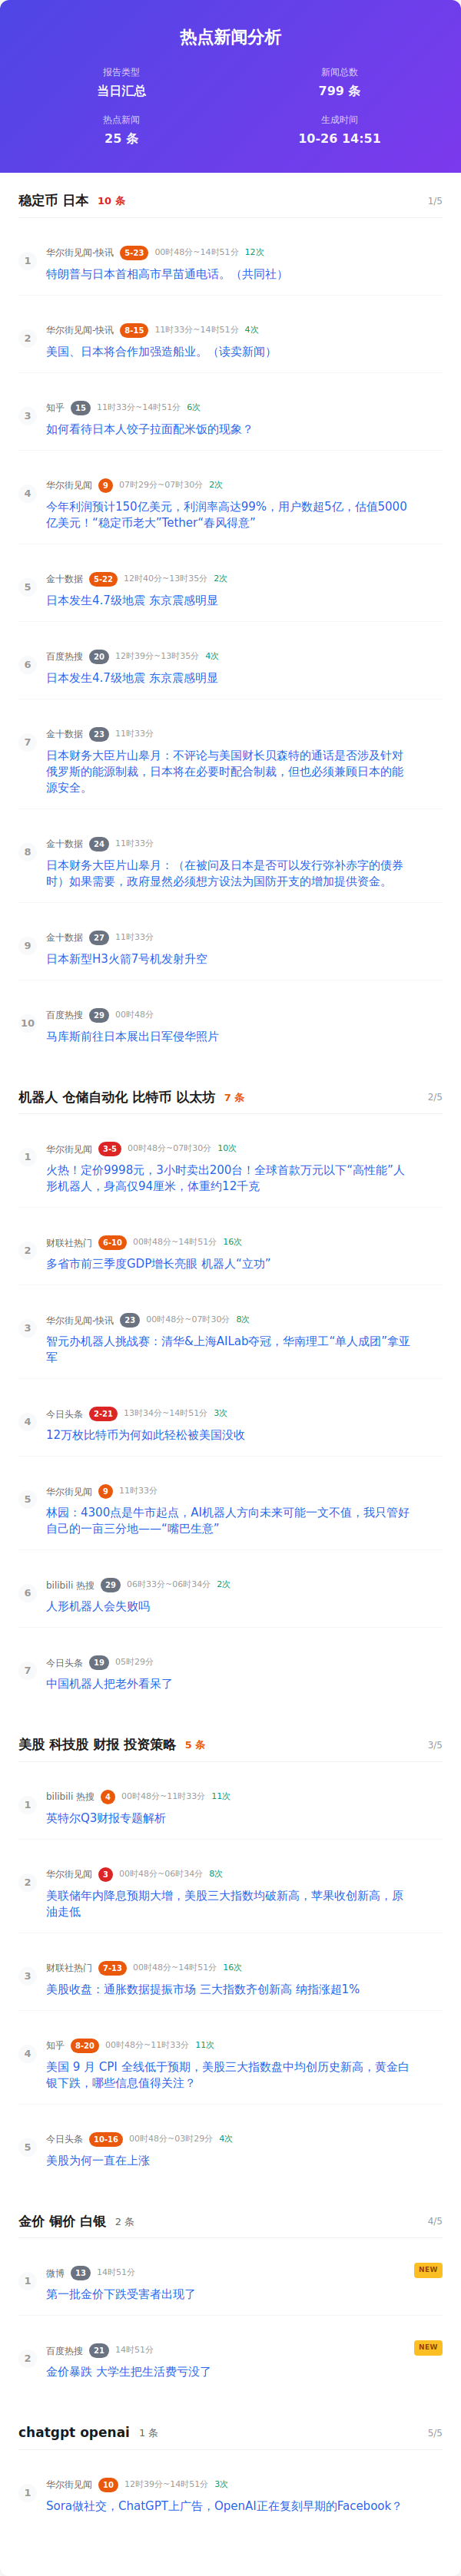 热点新闻分析
报告类型
当日汇总
新闻总数
799 条
热点新闻
25 条
生成时间
10-26 14:51
稳定币 日本 10 条 1/5
1 华尔街见闻-快讯 5-23 00时48分~14时51分 12次
特朗普与日本首相高市早苗通电话。（共同社）
2 华尔街见闻-快讯 8-15 11时33分~14时51分 4次
美国、日本将合作加强造船业。（读卖新闻）
3 知乎 15 11时33分~14时51分 6次
如何看待日本人饺子拉面配米饭的现象？
4 华尔街见闻 9 07时29分~07时30分 2次
今年利润预计150亿美元，利润率高达99%，用户数超5亿，估值5000
亿美元！“稳定币老大”Tether“春风得意”
5 金十数据 5-22 12时40分~13时35分 2次
日本发生4.7级地震 东京震感明显
6 百度热搜 20 12时39分~13时35分 4次
日本发生4.7级地震 东京震感明显
7 金十数据 23 11时33分
日本财务大臣片山皋月：不评论与美国财长贝森特的通话是否涉及针对
俄罗斯的能源制裁，日本将在必要时配合制裁，但也必须兼顾日本的能
源安全。
8 金十数据 24 11时33分
日本财务大臣片山皋月：（在被问及日本是否可以发行弥补赤字的债券
时）如果需要，政府显然必须想方设法为国防开支的增加提供资金。
9 金十数据 27 11时33分
日本新型H3火箭7号机发射升空
10 百度热搜 29 00时48分
马库斯前往日本展出日军侵华照片
机器人 仓储自动化 比特币 以太坊 7 条 2/5
1 华尔街见闻 3-5 00时48分~07时30分 10次
火热！定价9998元，3小时卖出200台！全球首款万元以下“高性能”人
形机器人，身高仅94厘米，体重约12千克
2 财联社热门 6-10 00时48分~14时51分 16次
多省市前三季度GDP增长亮眼 机器人“立功”
3 华尔街见闻-快讯 23 00时48分~07时30分 8次
智元办机器人挑战赛：清华&上海AILab夺冠，华南理工“单人成团”拿亚
军
4 今日头条 2-21 13时34分~14时51分 3次
12万枚比特币为何如此轻松被美国没收
5 华尔街见闻 9 11时33分
林园：4300点是牛市起点，AI机器人方向未来可能一文不值，我只管好
自己的一亩三分地——“嘴巴生意”
6 bilibili 热搜 29 06时33分~06时34分 2次
人形机器人会失败吗
7 今日头条 19 05时29分
中国机器人把老外看呆了
美股 科技股 财报 投资策略 5 条 3/5
1 bilibili 热搜 4 00时48分~11时33分 11次
英特尔Q3财报专题解析
2 华尔街见闻 3 00时48分~06时34分 8次
美联储年内降息预期大增，美股三大指数均破新高，苹果收创新高，原
油走低
3 财联社热门 7-13 00时48分~14时51分 16次
美股收盘：通胀数据提振市场 三大指数齐创新高 纳指涨超1%
4 知乎 8-20 00时48分~11时33分 11次
美国 9 月 CPI 全线低于预期，美股三大指数盘中均创历史新高，黄金白
银下跌，哪些信息值得关注？
5 今日头条 10-16 00时48分~03时29分 4次
美股为何一直在上涨
金价 铜价 白银 2 条 4/5
1 微博 13 14时51分 NEW
第一批金价下跌受害者出现了
2 百度热搜 21 14时51分 NEW
金价暴跌 大学生把生活费亏没了
chatgpt openai 1 条 5/5
1 华尔街见闻 10 12时39分~14时51分 3次
Sora做社交，ChatGPT上广告，OpenAI正在复刻早期的Facebook？